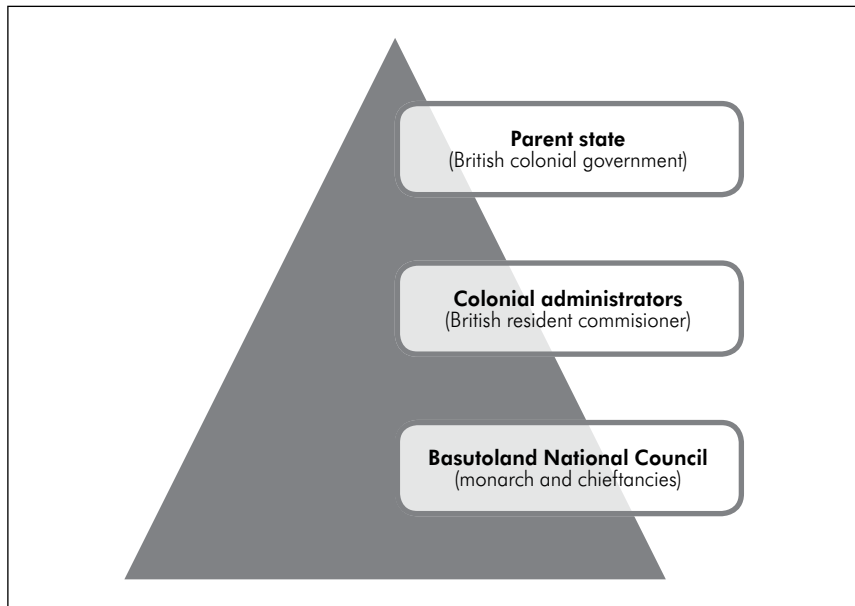 Parent state
(British colonial government)
Colonial administrators
(British resident commisioner)
Basutoland National Council
(monarch and chieftancies)